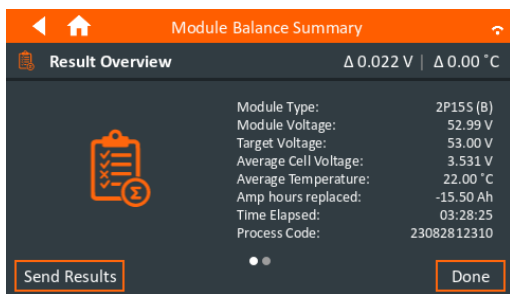 Module Balance Summary
Result Overview Δ 0.022 V | Δ 0.00 °C
Module Type: 2P15S (B)
Module Voltage: 52.99 V
Target Voltage: 53.00 V
Average Cell Voltage: 3.531 V
Average Temperature: 22.00 °C
Amp hours replaced: -15.50 Ah
Time Elapsed: 03:28:25
Process Code: 23082812310
Send Results Done